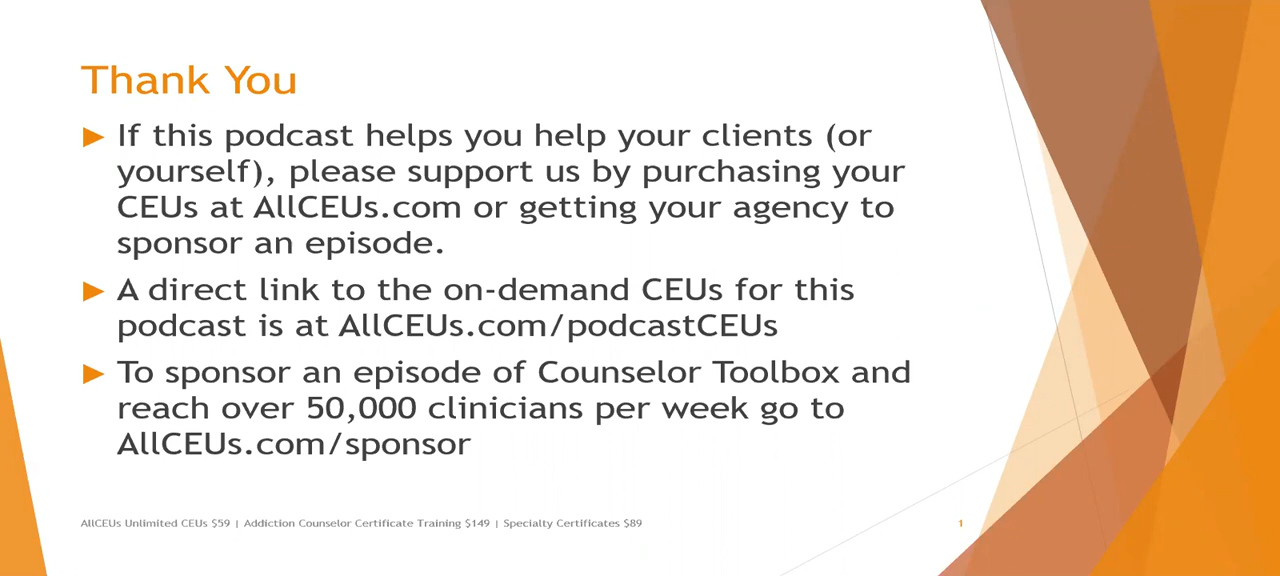 Thank You
▶ If this podcast helps you help your clients (or
yourself), please support us by purchasing your
CEUs at AllCEUs.com or getting your agency to
sponsor an episode.
▶ A direct link to the on-demand CEUs for this
podcast is at AllCEUs.com/podcastCEUs
▶ To sponsor an episode of Counselor Toolbox and
reach over 50,000 clinicians per week go to
AllCEUs.com/sponsor
AllCEUs Unlimited CEUs $59 | Addiction Counselor Certificate Training $149 | Specialty Certificates $89
1